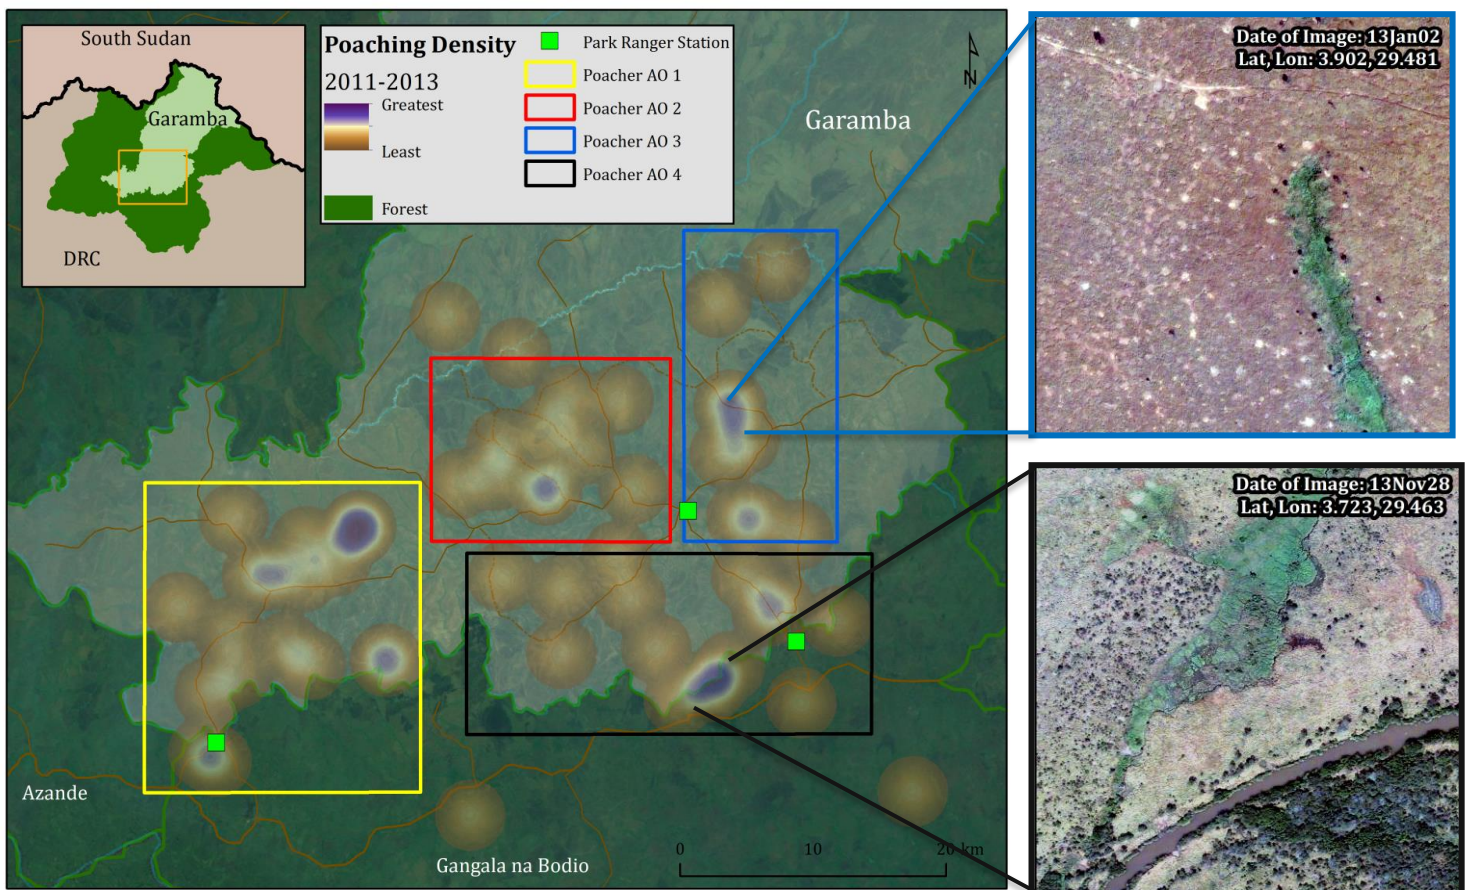 South Sudan
Garamba
DRC
Poaching Density
2011-2013
Greatest
Least
Forest
Park Ranger Station
Poacher AO 1
Poacher AO 2
Poacher AO 3
Poacher AO 4
N
Garamba
Azande
Gangala na Bodio
0 10 20 km
Date of Image: 13Jan02
Lat, Lon: 3.902, 29.481
Date of Image: 13Nov28
Lat, Lon: 3.723, 29.463